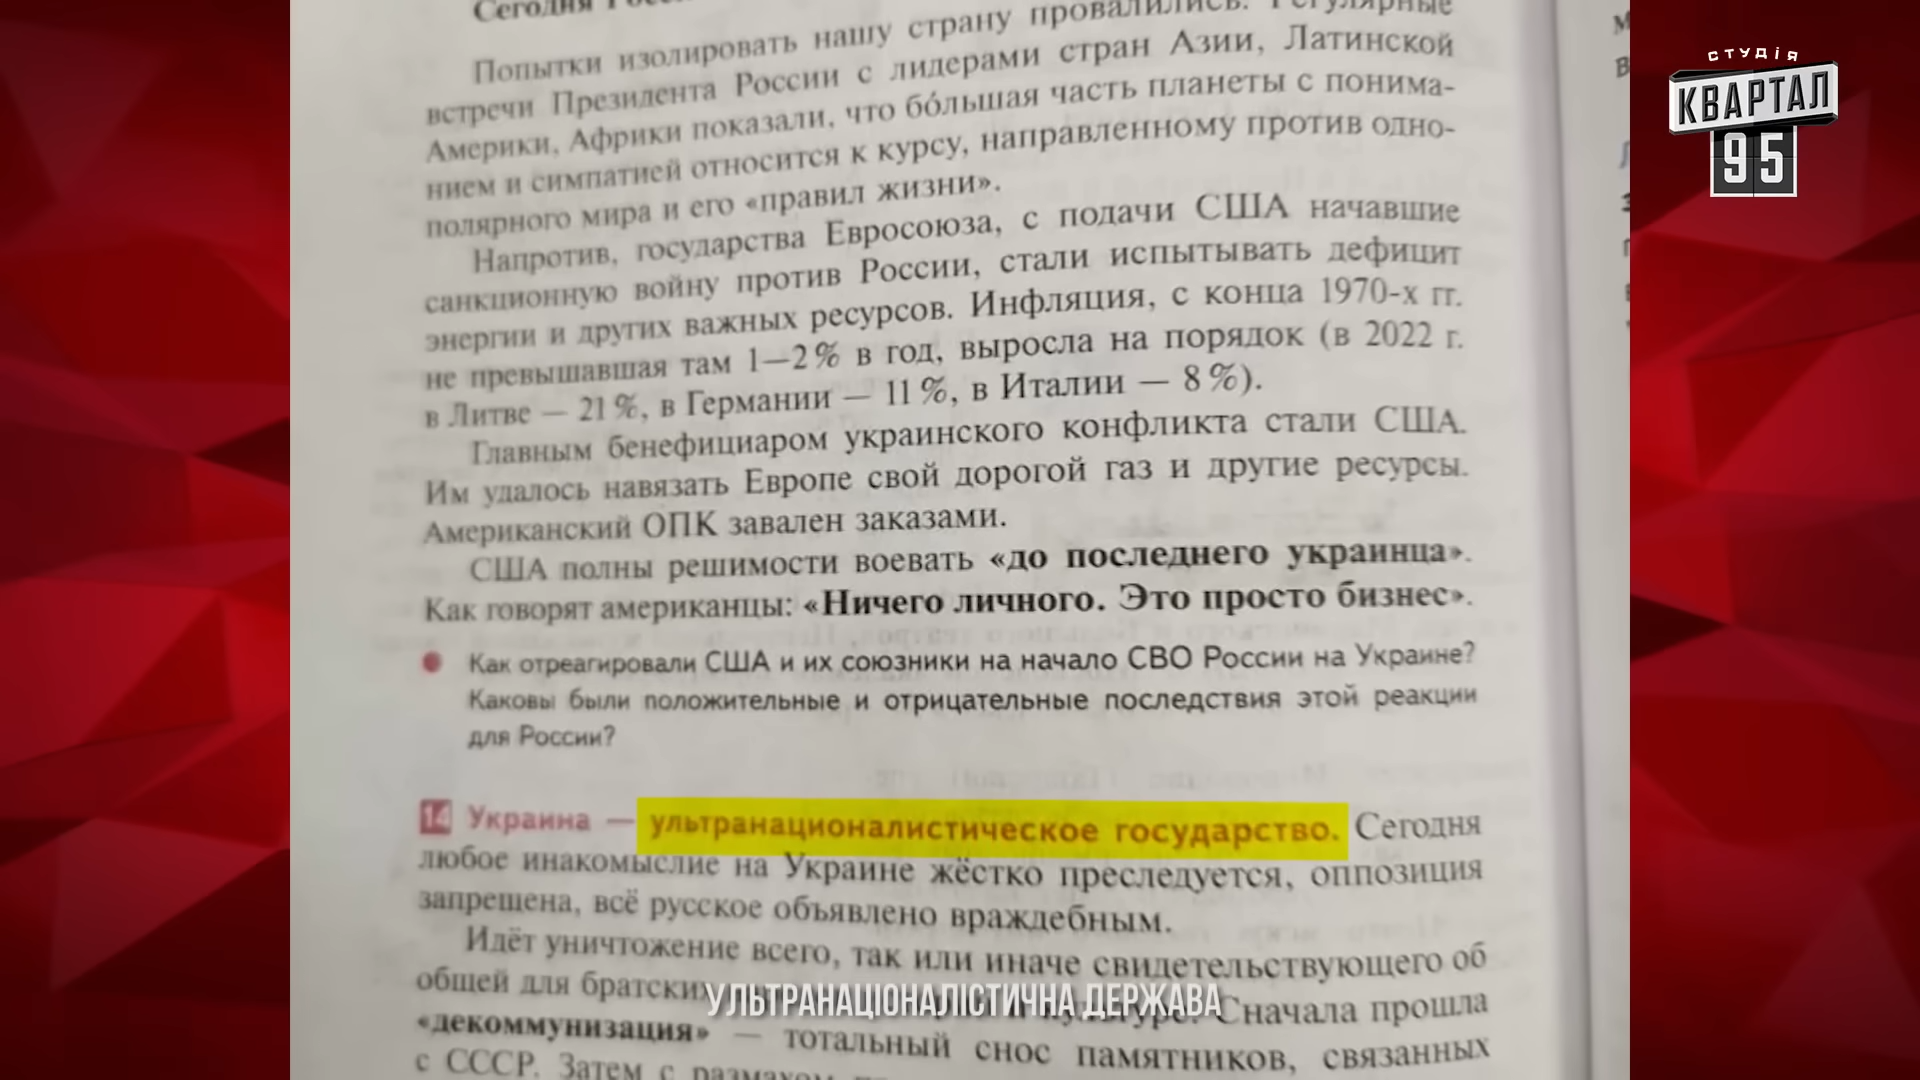 Сегодня
Попытки изолировать нашу страну провалились. Регулярные
встречи Президента России с лидерами стран Азии, Латинской
Америки, Африки показали, что бо́льшая часть планеты с понима-
нием и симпатией относится к курсу, направленному против одно-
полярного мира и его «правил жизни».
Напротив, государства Евросоюза, с подачи США начавшие
санкционную войну против России, стали испытывать дефицит
энергии и других важных ресурсов. Инфляция, с конца 1970-х гг.
не превышавшая там 1—2 % в год, выросла на порядок (в 2022 г.
в Литве — 21 %, в Германии — 11 %, в Италии — 8 %).
Главным бенефициаром украинского конфликта стали США.
Им удалось навязать Европе свой дорогой газ и другие ресурсы.
Американский ОПК завален заказами.
США полны решимости воевать «до последнего украинца».
Как говорят американцы: «Ничего личного. Это просто бизнес».
Как отреагировали США и их союзники на начало СВО России на Украине?
Каковы были положительные и отрицательные последствия этой реакции
для России?
14 Украина — ультранационалистическое государство. Сегодня
любое инакомыслие на Украине жёстко преследуется, оппозиция
запрещена, всё русское объявлено враждебным.
Идёт уничтожение всего, так или иначе свидетельствующего об
общей для братских культуре. Сначала прошла
«декоммунизация» — тотальный снос памятников, связанных
с СССР. Затем с размахом
УЛЬТРАНАЦІОНАЛІСТИЧНА ДЕРЖАВА
СТУДІЯ
КВАРТАЛ
95